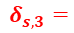 δs,3 =